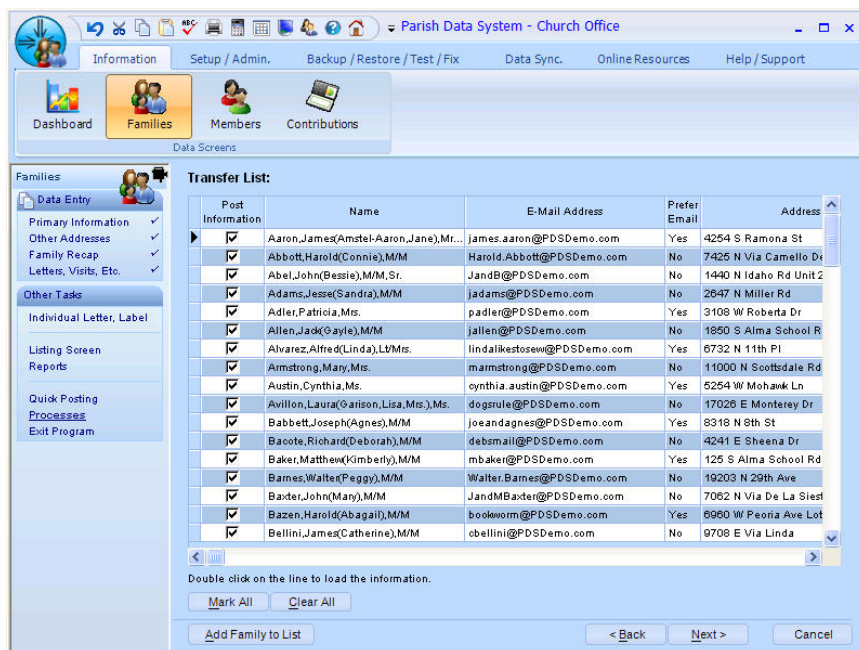 ABC
Parish Data System - Church Office
Information Setup / Admin. Backup / Restore / Test / Fix Data Sync. Online Resources Help / Support
Dashboard Families Members Contributions
Data Screens
Families
Data Entry
Primary Information
Other Addresses
Family Recap
Letters, Visits, Etc.
Other Tasks
Individual Letter, Label
Listing Screen
Reports
Quick Posting
Processes
Exit Program
Transfer List:
Post Information Name E-Mail Address Prefer Email Address
Aaron,James(Amstel-Aaron,Jane),Mr... james.aaron@PDSDemo.com Yes 4254 S Ramona St
Abbott,Harold(Connie),M/M Harold.Abbott@PDSDemo.com No 7425 N Via Camello De
Abel,John(Bessie),M/M,Sr. JandB@PDSDemo.com No 1440 N Idaho Rd Unit 2
Adams,Jesse(Sandra),M/M jadams@PDSDemo.com No 2647 N Miller Rd
Adler,Patricia,Mrs. padler@PDSDemo.com Yes 3108 W Roberta Dr
Allen,Jack(Gayle),M/M jallen@PDSDemo.com No 1850 S Alma School R
Alvarez,Alfred(Linda),Lt/Mrs. lindalikestosew@PDSDemo.com Yes 6732 N 11th Pl
Armstrong,Mary,Mrs. marmstrong@PDSDemo.com No 11000 N Scottsdale Rd
Austin,Cynthia,Ms. cynthia.austin@PDSDemo.com Yes 5254 W Mohawk Ln
Avillon,Laura(Garison,Lisa,Mrs.),Ms. dogsrule@PDSDemo.com No 17026 E Monterey Dr
Babbett,Joseph(Agnes),M/M joeandagnes@PDSDemo.com Yes 8318 N 8th St
Bacote,Richard(Deborah),M/M debsmail@PDSDemo.com No 4241 E Sheena Dr
Baker,Matthew(Kimberly),M/M mbaker@PDSDemo.com Yes 125 S Alma School Rd
Barnes,Walter(Peggy),M/M Walter.Barnes@PDSDemo.com No 19203 N 29th Ave
Baxter,John(Mary),M/M JandMBaxter@PDSDemo.com No 7062 N Via De La Siest
Bazen,Harold(Abagail),M/M bookworm@PDSDemo.com Yes 6960 W Peoria Ave Lot
Bellini,James(Catherine),M/M cbellini@PDSDemo.com No 9708 E Via Linda
Double click on the line to load the information.
Mark All Clear All
Add Family to List < Back Next > Cancel